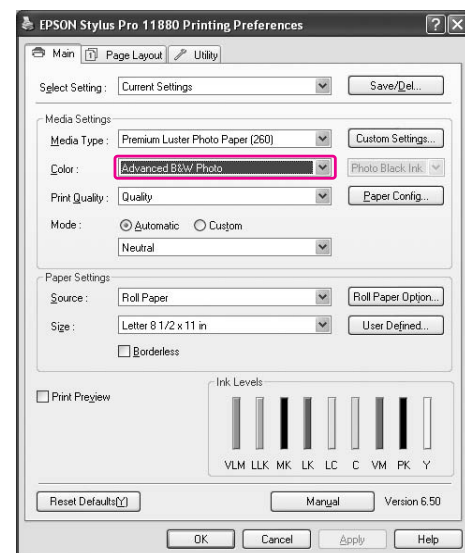 EPSON Stylus Pro 11880 Printing Preferences
Main Page Layout Utility
Select Setting : Current Settings Save/Del...
Media Settings
Media Type : Premium Luster Photo Paper (260) Custom Settings...
Color : Advanced B&W Photo Photo Black Ink
Print Quality : Quality Paper Config...
Mode : Automatic Custom
Neutral
Paper Settings
Source : Roll Paper Roll Paper Option...
Size : Letter 8 1/2 x 11 in User Defined...
Borderless
Ink Levels
Print Preview
VLM LLK MK LK LC C VM PK Y
Reset Defaults(Y) Manual Version 6.50
OK Cancel Apply Help